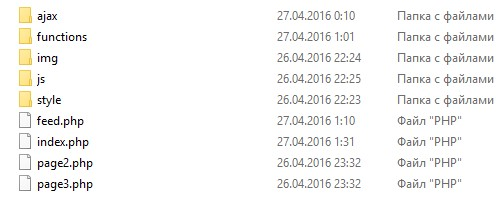 ajax 27.04.2016 0:10 Папка с файлами
functions 27.04.2016 1:01 Папка с файлами
img 26.04.2016 22:24 Папка с файлами
js 26.04.2016 22:25 Папка с файлами
style 26.04.2016 22:23 Папка с файлами
feed.php 27.04.2016 1:10 Файл "PHP"
index.php 27.04.2016 1:31 Файл "PHP"
page2.php 26.04.2016 23:32 Файл "PHP"
page3.php 26.04.2016 23:32 Файл "PHP"